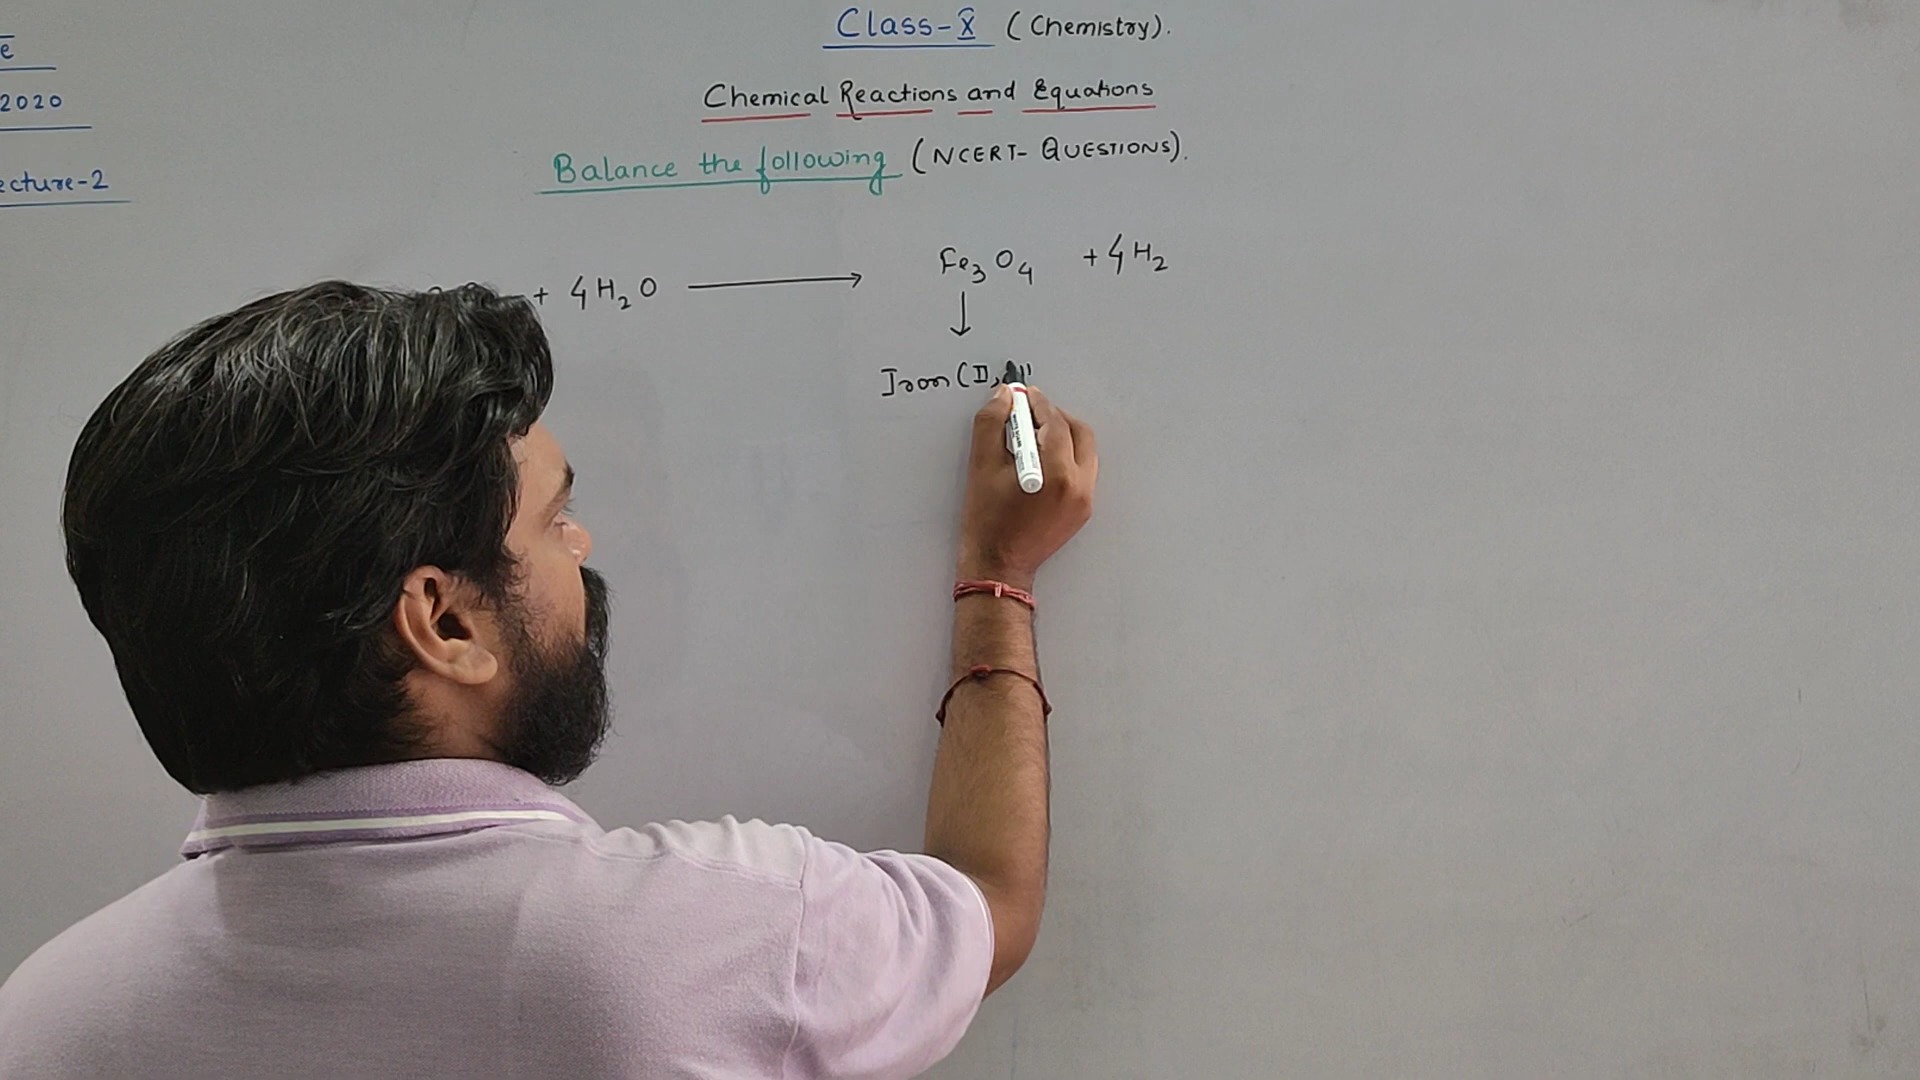 Class-X (Chemistry).
2020
Chemical Reactions and Equations
Balance the following (NCERT- QUESTIONS).
ecture-2
+ 4H₂O ⟶ Fe₃O₄ + 4H₂
↓
Iron (II,